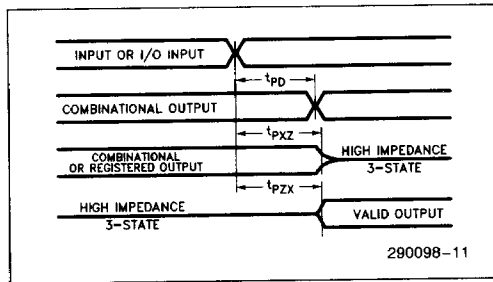 INPUT OR I/O INPUT
tPD
COMBINATIONAL OUTPUT
tPXZ
COMBINATIONAL
OR REGISTERED OUTPUT
HIGH IMPEDANCE
3-STATE
tPZX
HIGH IMPEDANCE
3-STATE
VALID OUTPUT
290098-11